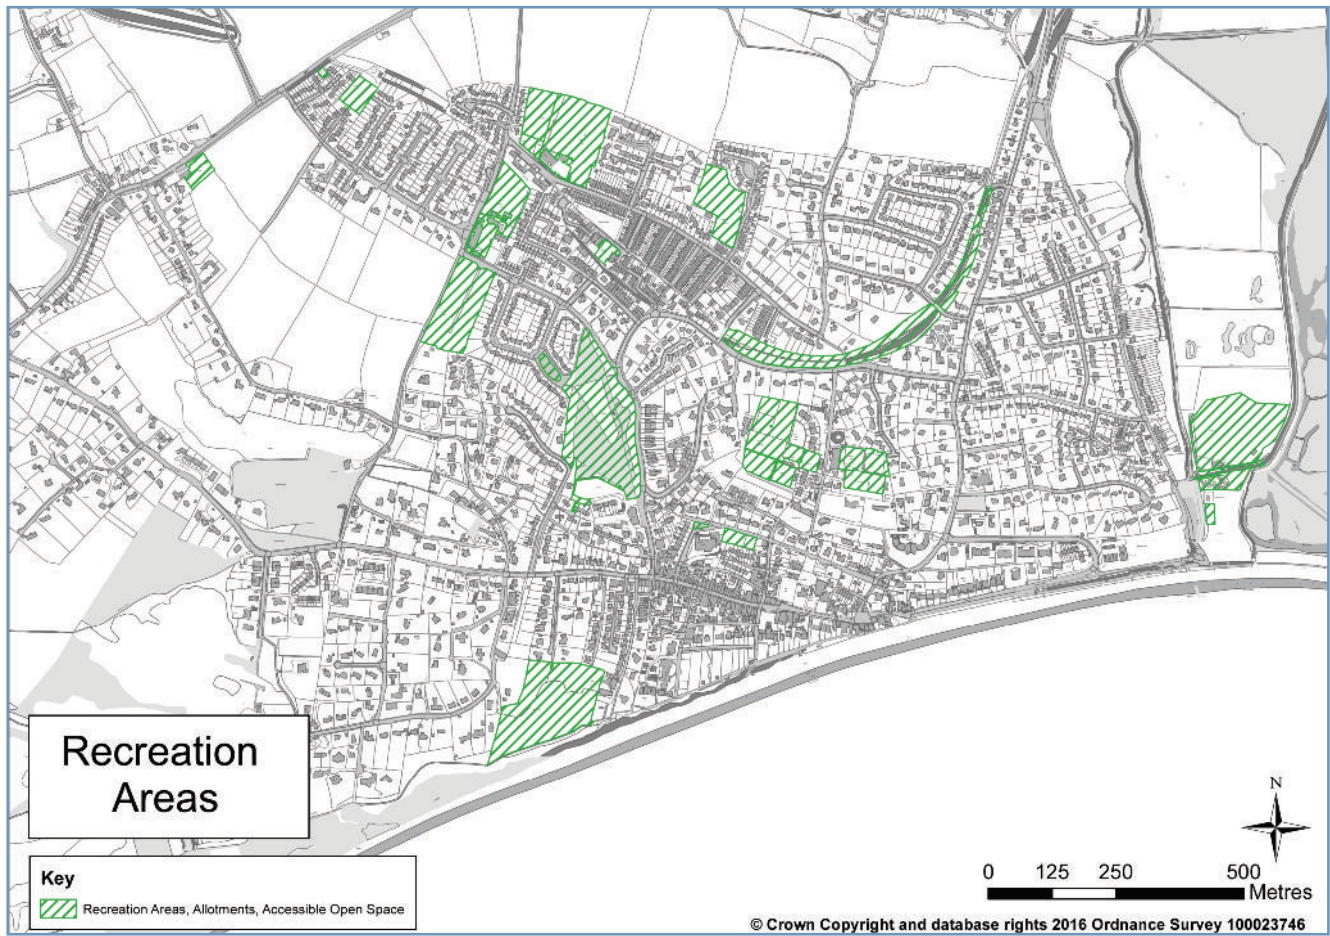 Recreation
Areas
Key
Recreation Areas, Allotments, Accessible Open Space
N
0 125 250 500
Metres
© Crown Copyright and database rights 2016 Ordnance Survey 100023746